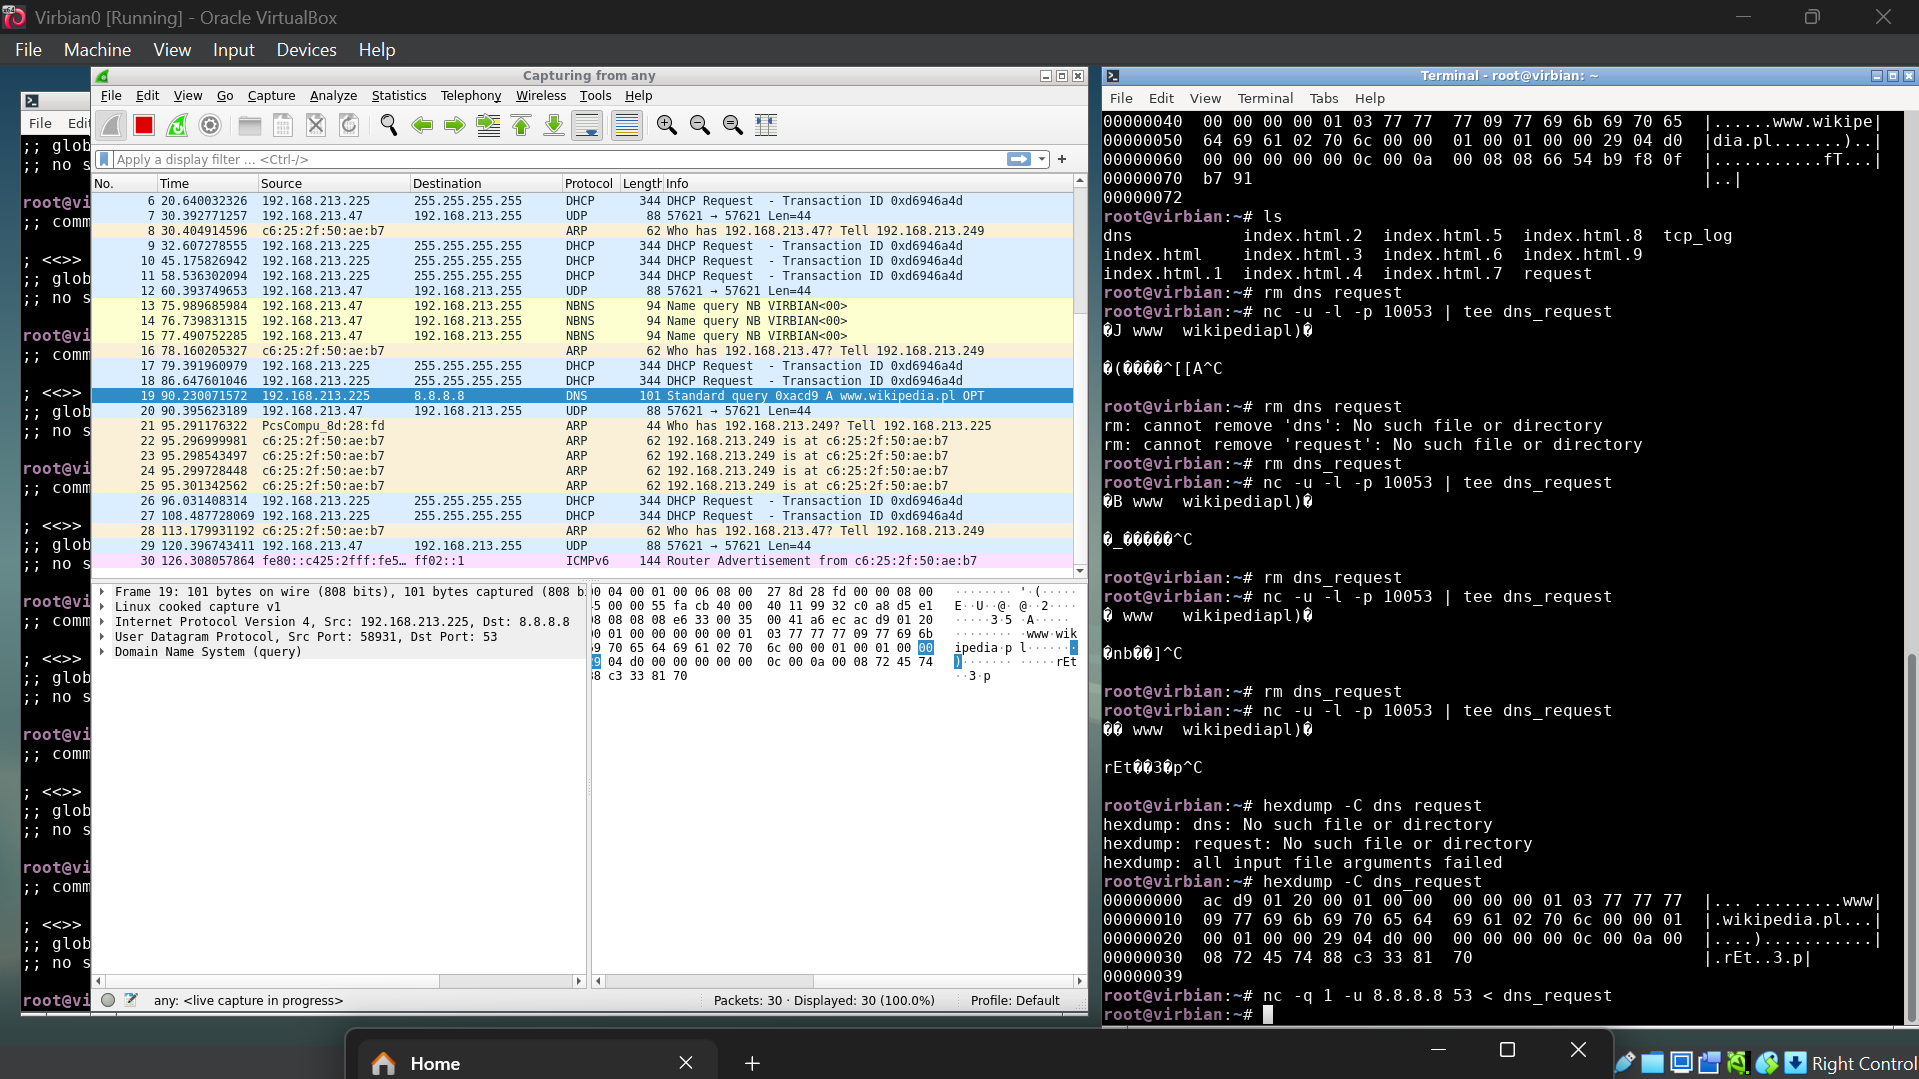 Virbian0 [Running] - Oracle VirtualBox
File Machine View Input Devices Help
Capturing from any
File Edit View Go Capture Analyze Statistics Telephony Wireless Tools Help
Apply a display filter ... <Ctrl-/>
No. Time Source Destination Protocol Length Info
6 20.640032326 192.168.213.225 255.255.255.255 DHCP 344 DHCP Request - Transaction ID 0xd6946a4d
7 30.392771257 192.168.213.47 192.168.213.255 UDP 88 57621 → 57621 Len=44
8 30.404914596 c6:25:2f:50:ae:b7 ARP 62 Who has 192.168.213.47? Tell 192.168.213.249
9 32.607278555 192.168.213.225 255.255.255.255 DHCP 344 DHCP Request - Transaction ID 0xd6946a4d
10 45.175826942 192.168.213.225 255.255.255.255 DHCP 344 DHCP Request - Transaction ID 0xd6946a4d
11 58.536302094 192.168.213.225 255.255.255.255 DHCP 344 DHCP Request - Transaction ID 0xd6946a4d
12 60.393749653 192.168.213.47 192.168.213.255 UDP 88 57621 → 57621 Len=44
13 75.989685984 192.168.213.47 192.168.213.255 NBNS 94 Name query NB VIRBIAN<00>
14 76.739831315 192.168.213.47 192.168.213.255 NBNS 94 Name query NB VIRBIAN<00>
15 77.490752285 192.168.213.47 192.168.213.255 NBNS 94 Name query NB VIRBIAN<00>
16 78.160205327 c6:25:2f:50:ae:b7 ARP 62 Who has 192.168.213.47? Tell 192.168.213.249
17 79.391960979 192.168.213.225 255.255.255.255 DHCP 344 DHCP Request - Transaction ID 0xd6946a4d
18 86.647601046 192.168.213.225 255.255.255.255 DHCP 344 DHCP Request - Transaction ID 0xd6946a4d
19 90.230071572 192.168.213.225 8.8.8.8 DNS 101 Standard query 0xacd9 A www.wikipedia.pl OPT
20 90.395623189 192.168.213.47 192.168.213.255 UDP 88 57621 → 57621 Len=44
21 95.291176322 PcsCompu_8d:28:fd ARP 44 Who has 192.168.213.249? Tell 192.168.213.225
22 95.296999981 c6:25:2f:50:ae:b7 ARP 62 192.168.213.249 is at c6:25:2f:50:ae:b7
23 95.298543497 c6:25:2f:50:ae:b7 ARP 62 192.168.213.249 is at c6:25:2f:50:ae:b7
24 95.299728448 c6:25:2f:50:ae:b7 ARP 62 192.168.213.249 is at c6:25:2f:50:ae:b7
25 95.301342562 c6:25:2f:50:ae:b7 ARP 62 192.168.213.249 is at c6:25:2f:50:ae:b7
26 96.031408314 192.168.213.225 255.255.255.255 DHCP 344 DHCP Request - Transaction ID 0xd6946a4d
27 108.487728069 192.168.213.225 255.255.255.255 DHCP 344 DHCP Request - Transaction ID 0xd6946a4d
28 113.179931192 c6:25:2f:50:ae:b7 ARP 62 Who has 192.168.213.47? Tell 192.168.213.249
29 120.396743411 192.168.213.47 192.168.213.255 UDP 88 57621 → 57621 Len=44
30 126.308057864 fe80::c425:2fff:fe5… ff02::1 ICMPv6 144 Router Advertisement from c6:25:2f:50:ae:b7
Frame 19: 101 bytes on wire (808 bits), 101 bytes captured (808 bi
Linux cooked capture v1
Internet Protocol Version 4, Src: 192.168.213.225, Dst: 8.8.8.8
User Datagram Protocol, Src Port: 58931, Dst Port: 53
Domain Name System (query)
00 04 00 01 00 06 08 00 27 8d 28 fd 00 00 08 00 ········ '·(·····
5 00 00 55 fa cb 40 00 40 11 99 32 c0 a8 d5 e1 E··U··@· @··2····
08 08 08 08 e6 33 00 35 00 41 a6 ec ac d9 01 20 ·····3·5 ·A·····
00 01 00 00 00 00 00 01 03 77 77 77 09 77 69 6b ········ ·www·wik
69 70 65 64 69 61 02 70 6c 00 00 01 00 01 00 00 ipedia·p l·······
29 04 d0 00 00 00 00 00 0c 00 0a 00 08 72 45 74 )······· ·····rEt
88 c3 33 81 70 ··3·p
any: <live capture in progress>
Packets: 30 · Displayed: 30 (100.0%)
Profile: Default
File Edi
;; glob
;; no s
root@vi
;; comm
; <<>>
;; glob
;; no s
root@vi
;; comm
; <<>>
;; glob
;; no s
root@vi
;; comm
; <<>>
;; glob
;; no s
root@vi
;; comm
; <<>>
;; glob
;; no s
root@vi
;; comm
; <<>>
;; glob
;; no s
root@vi
;; comm
; <<>>
;; glob
;; no s
root@vi
Terminal - root@virbian: ~
File Edit View Terminal Tabs Help
00000040 00 00 00 00 01 03 77 77 77 09 77 69 6b 69 70 65 |......www.wikipe|
00000050 64 69 61 02 70 6c 00 00 01 00 01 00 00 29 04 d0 |dia.pl.......)..|
00000060 00 00 00 00 00 0c 00 0a 00 08 08 66 54 b9 f8 0f |...........fT...|
00000070 b7 91 |..|
00000072
root@virbian:~# ls
dns index.html.2 index.html.5 index.html.8 tcp_log
index.html index.html.3 index.html.6 index.html.9
index.html.1 index.html.4 index.html.7 request
root@virbian:~# rm dns request
root@virbian:~# nc -u -l -p 10053 | tee dns_request
�J www wikipediapl)�
�(����^[[A^C
root@virbian:~# rm dns request
rm: cannot remove 'dns': No such file or directory
rm: cannot remove 'request': No such file or directory
root@virbian:~# rm dns_request
root@virbian:~# nc -u -l -p 10053 | tee dns_request
�B www wikipediapl)�
�_�����^C
root@virbian:~# rm dns_request
root@virbian:~# nc -u -l -p 10053 | tee dns_request
� www wikipediapl)�
�nb��]^C
root@virbian:~# rm dns_request
root@virbian:~# nc -u -l -p 10053 | tee dns_request
�� www wikipediapl)�
rEt��3�p^C
root@virbian:~# hexdump -C dns request
hexdump: dns: No such file or directory
hexdump: request: No such file or directory
hexdump: all input file arguments failed
root@virbian:~# hexdump -C dns_request
00000000 ac d9 01 20 00 01 00 00 00 00 00 01 03 77 77 77 |... .........www|
00000010 09 77 69 6b 69 70 65 64 69 61 02 70 6c 00 00 01 |.wikipedia.pl...|
00000020 00 01 00 00 29 04 d0 00 00 00 00 00 0c 00 0a 00 |....)...........|
00000030 08 72 45 74 88 c3 33 81 70 |.rEt..3.p|
00000039
root@virbian:~# nc -q 1 -u 8.8.8.8 53 < dns_request
root@virbian:~#
Home
Right Control